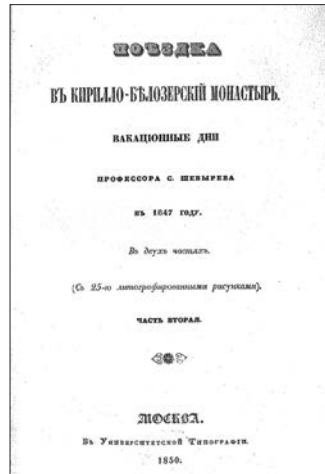 ПОѢЗДКА
ВЪ КИРИЛЛО-БѢЛОЗЕРСКІЙ МОНАСТЫРЬ.
ВАКАЦІОННЫЕ ДНИ
ПРОФЕССОРА С. ШЕВЫРЕВА
ВЪ 1847 ГОДУ.
Въ двухъ частяхъ.
(Съ 25-ю литографированными рисунками).
ЧАСТЬ ВТОРАЯ.
МОСКВА.
Въ Университетской Типографіи.
1850.